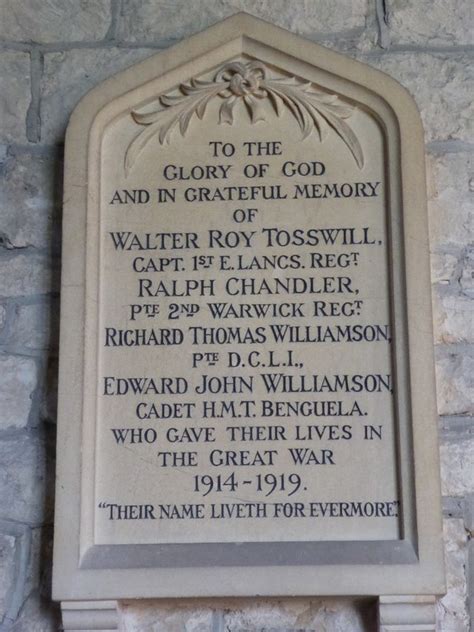 TO THE
GLORY OF GOD
AND IN GRATEFUL MEMORY
OF
WALTER ROY TOSSWILL,
CAPT. 1ST E. LANCS. REGT
RALPH CHANDLER,
PTE 2ND WARWICK REGT.
RICHARD THOMAS WILLIAMSON,
PTE D.C.L.I.,
EDWARD JOHN WILLIAMSON,
CADET H.M.T. BENGUELA.
WHO GAVE THEIR LIVES IN
THE GREAT WAR
1914-1919.
"THEIR NAME LIVETH FOR EVERMORE."